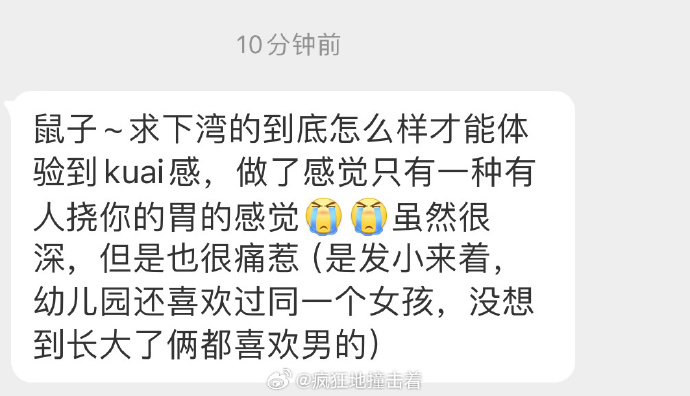 10分钟前
鼠子~求下湾的到底怎么样才能体
验到kuai感，做了感觉只有一种有
人挠你的胃的感觉😭😭虽然很
深，但是也很痛惹（是发小来着，
幼儿园还喜欢过同一个女孩，没想
到长大了俩都喜欢男的）
@疯狂地撞击着